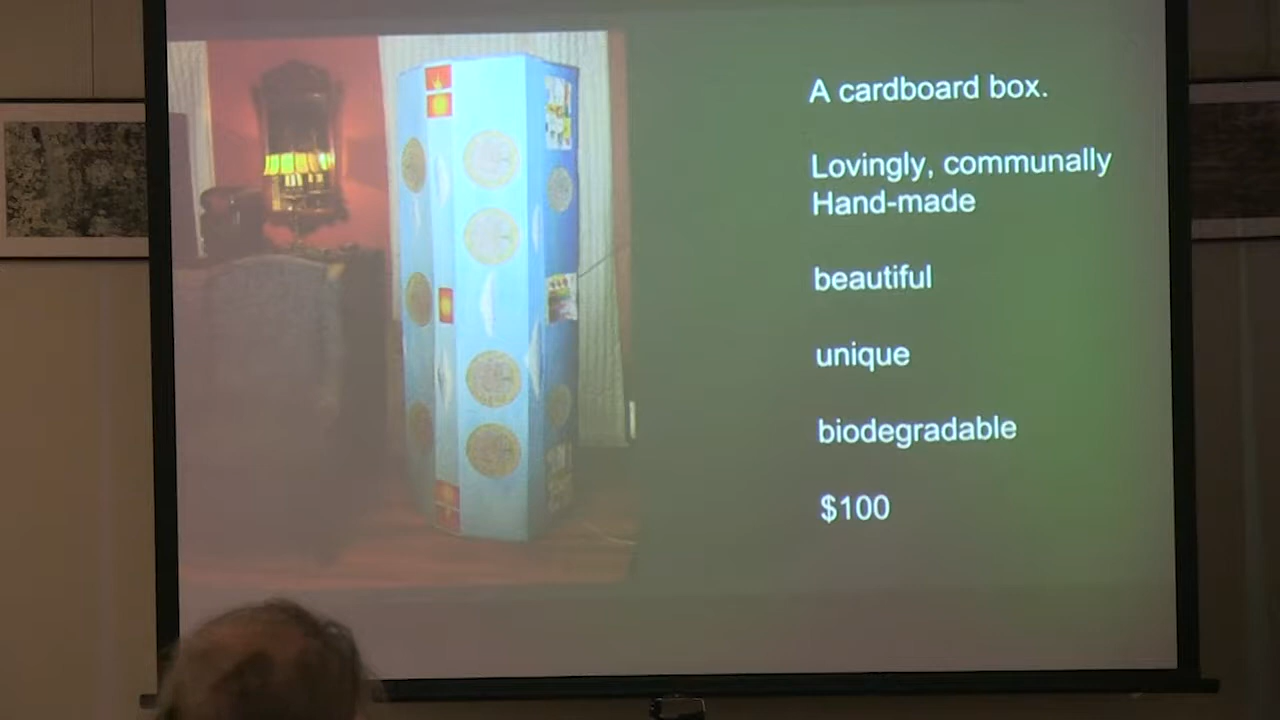 A cardboard box.
Lovingly, communally
Hand-made
beautiful
unique
biodegradable
$100